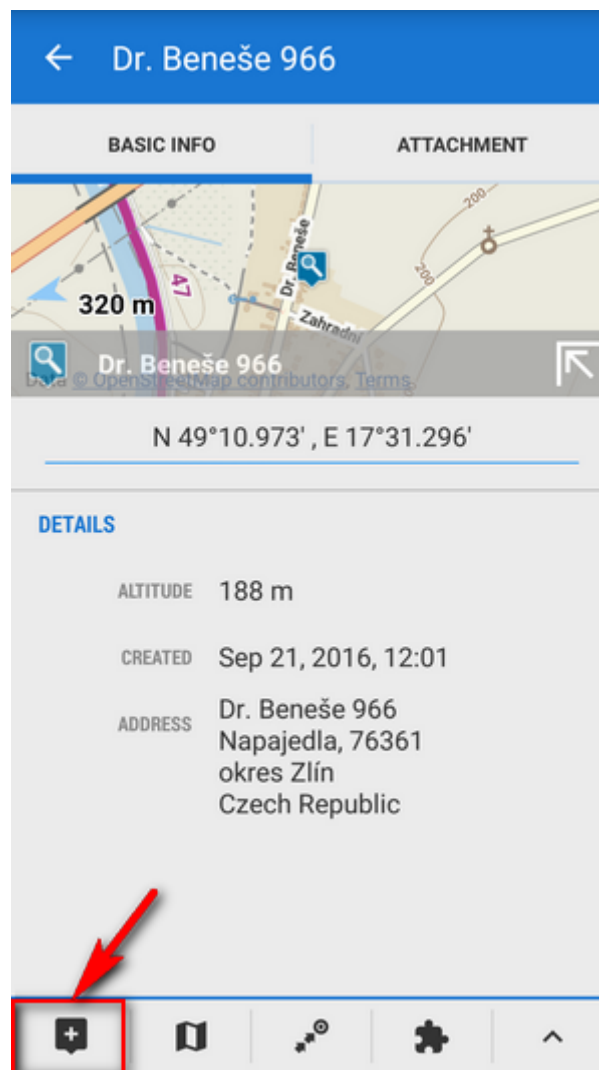 Dr. Beneše 966
BASIC INFO
ATTACHMENT
200
Dr. Beneše
200
47
320 m
Zahradní
Dr. Beneše 966
Data © OpenStreetMap contributors, Terms
N 49°10.973' , E 17°31.296'
DETAILS
ALTITUDE 188 m
CREATED Sep 21, 2016, 12:01
ADDRESS Dr. Beneše 966
Napajedla, 76361
okres Zlín
Czech Republic